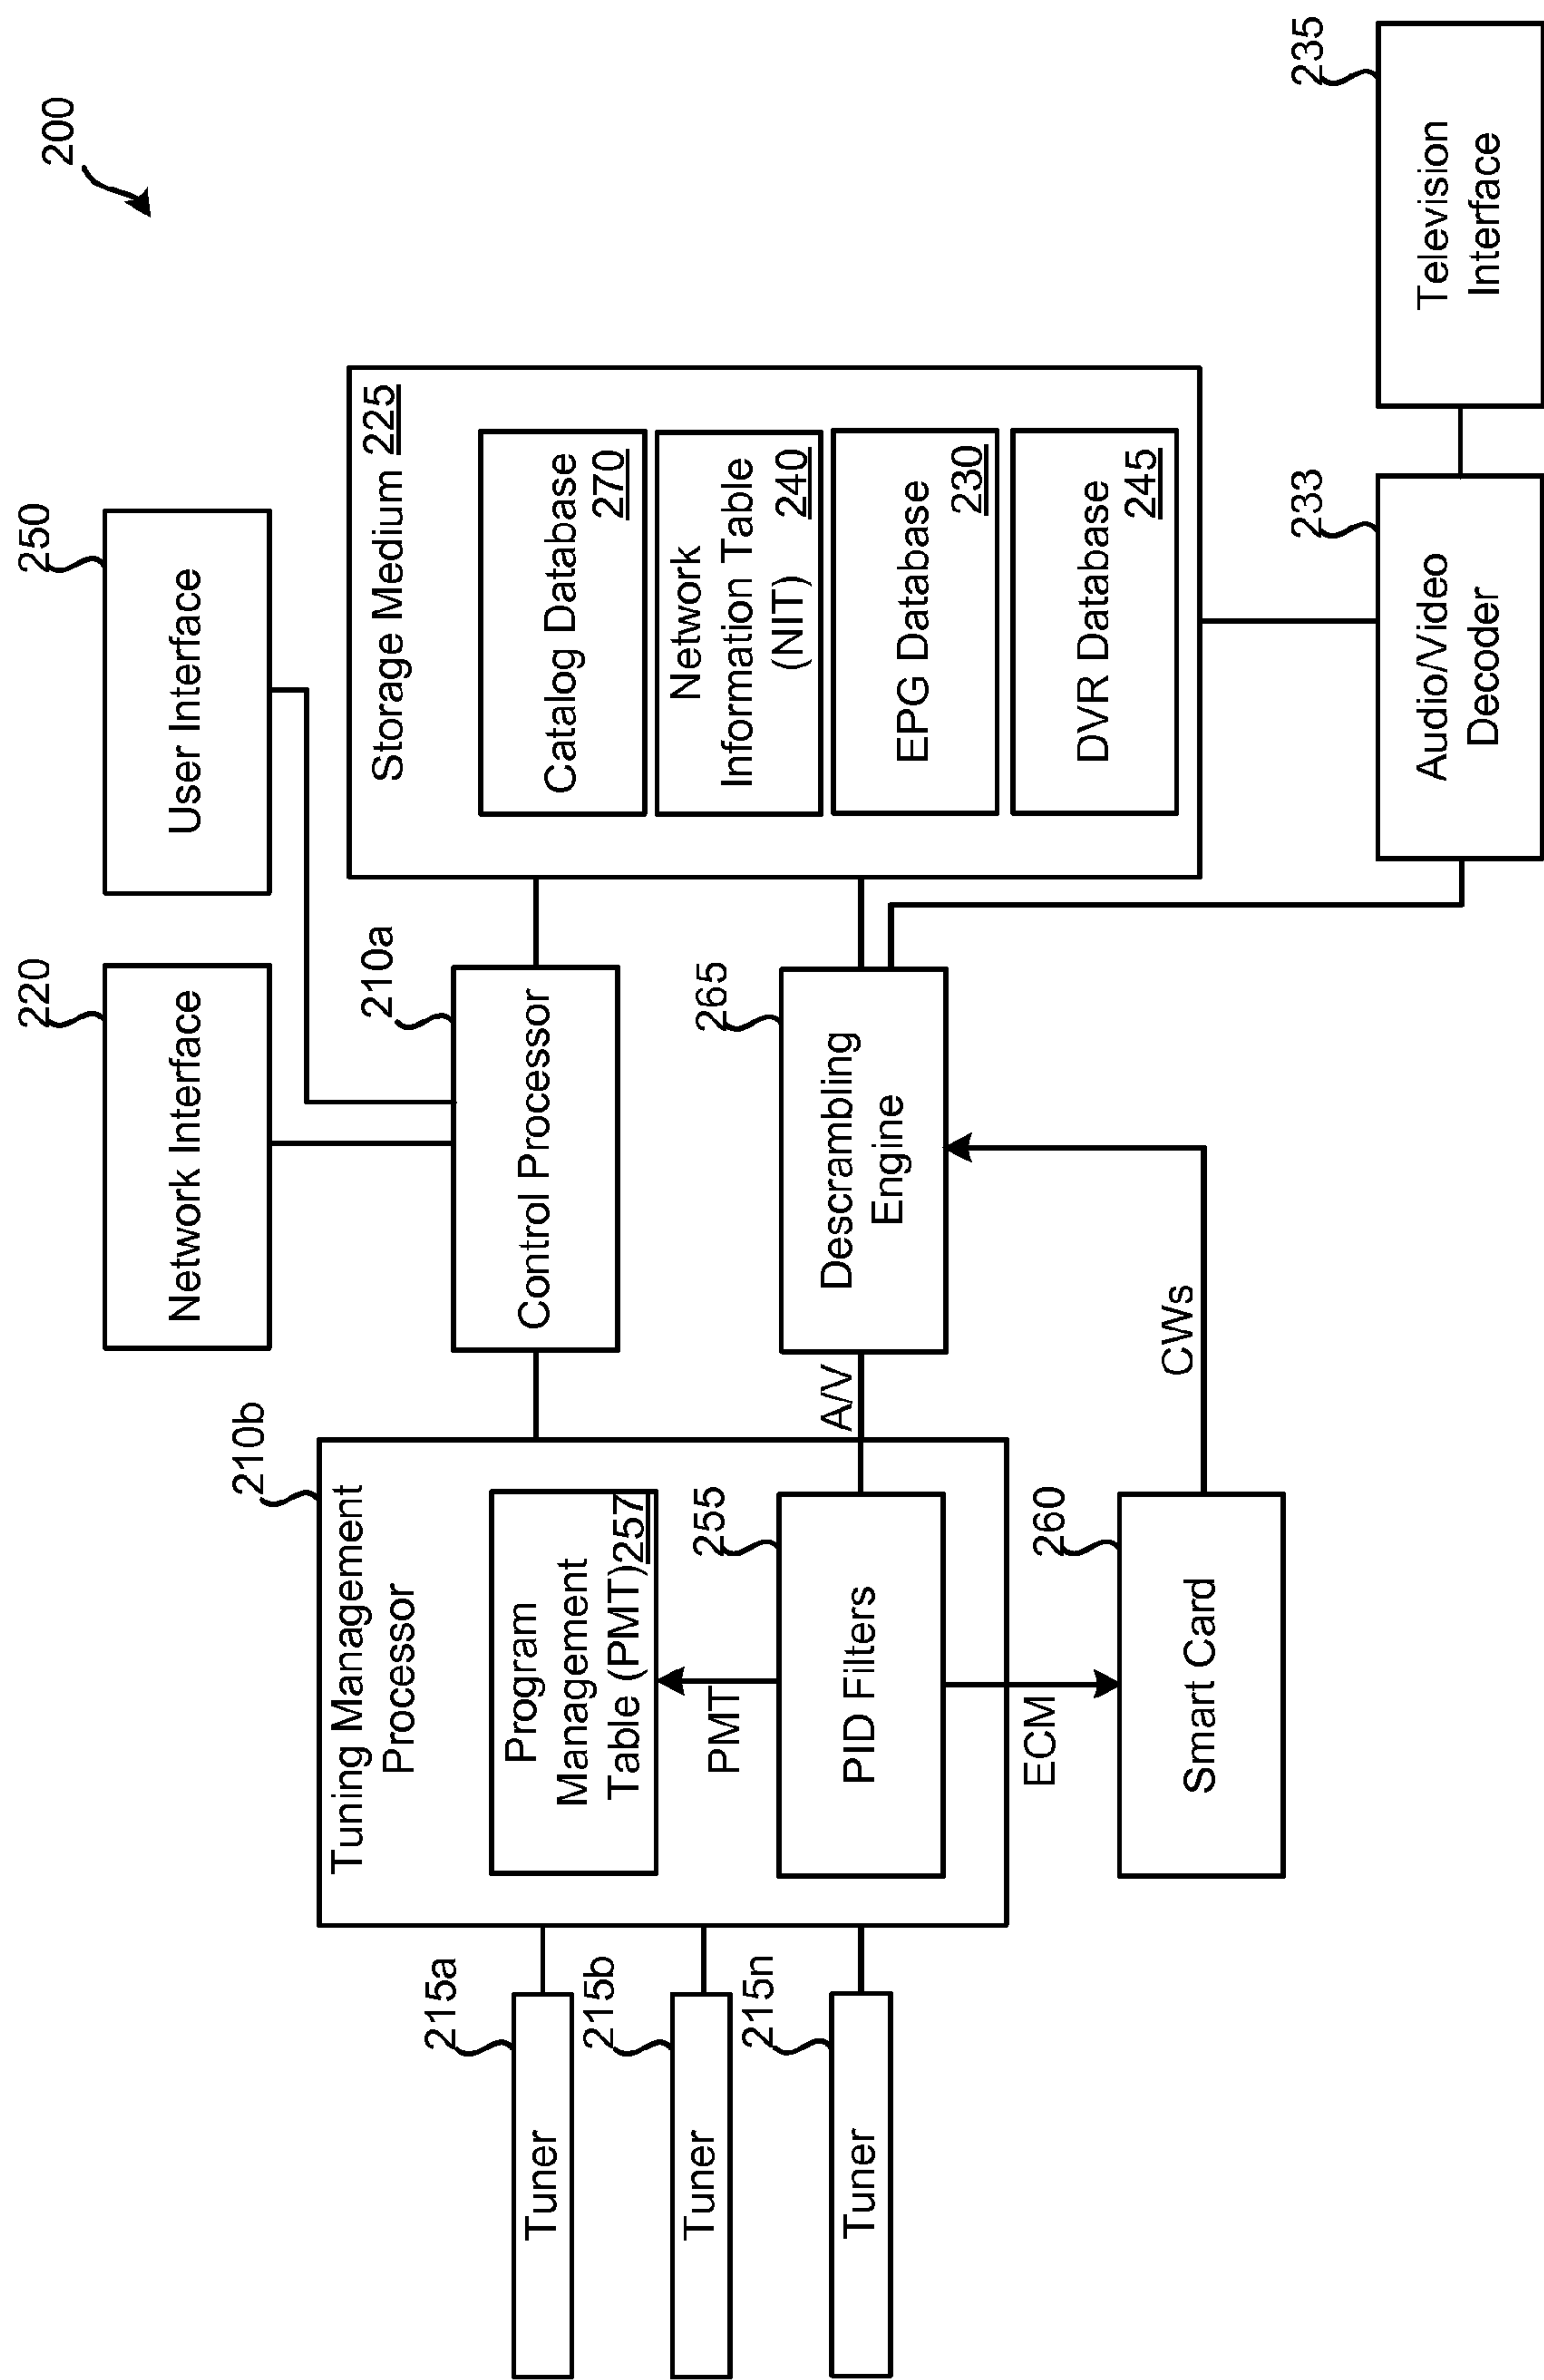 200
220
Network Interface
250
User Interface
210b
Tuning Management
Processor
Program
Management
Table (PMT)257
PMT
255
PID Filters
ECM
260
Smart Card
215a
Tuner
215b
Tuner
215n
Tuner
210a
Control Processor
265
Descrambling
Engine
A/V
CWs
Storage Medium 225
Catalog Database
270
Network
Information Table
(NIT) 240
EPG Database
230
DVR Database
245
233
Audio/Video
Decoder
235
Television
Interface